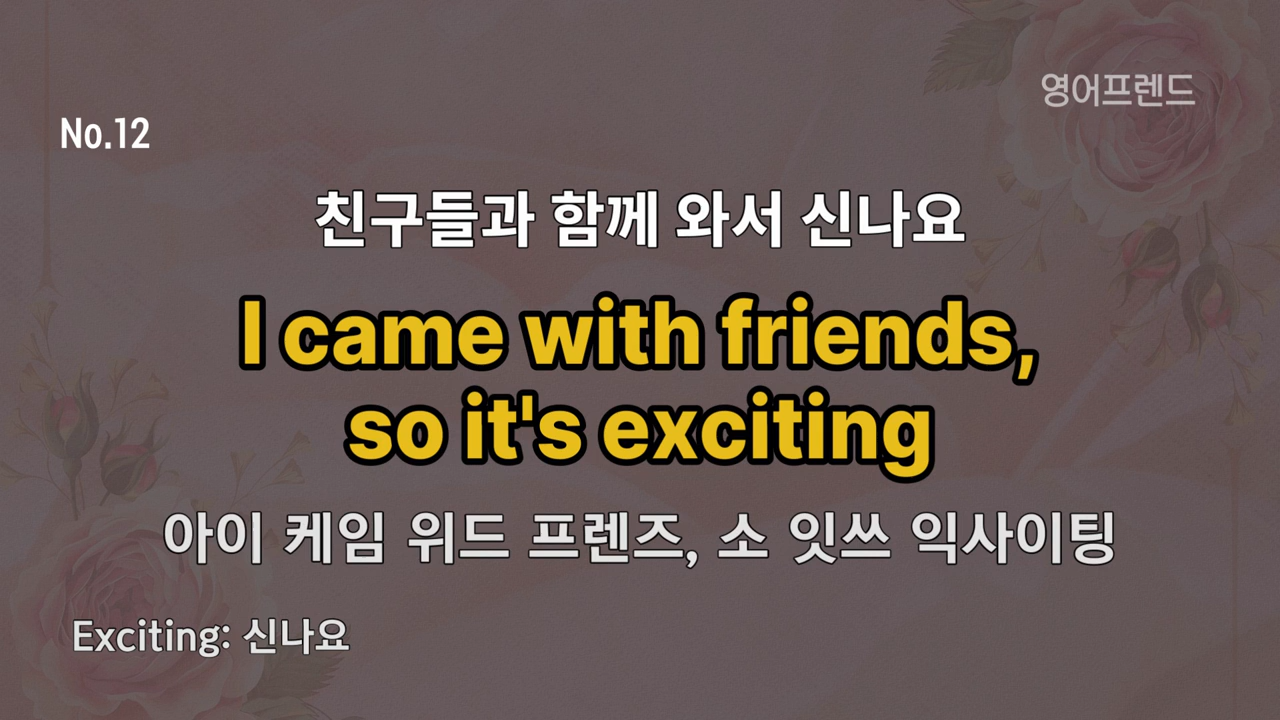 영어프렌드
No.12
친구들과 함께 와서 신나요
I came with friends,
so it's exciting
아이 케임 위드 프렌즈, 소 잇쓰 익사이팅
Exciting: 신나요